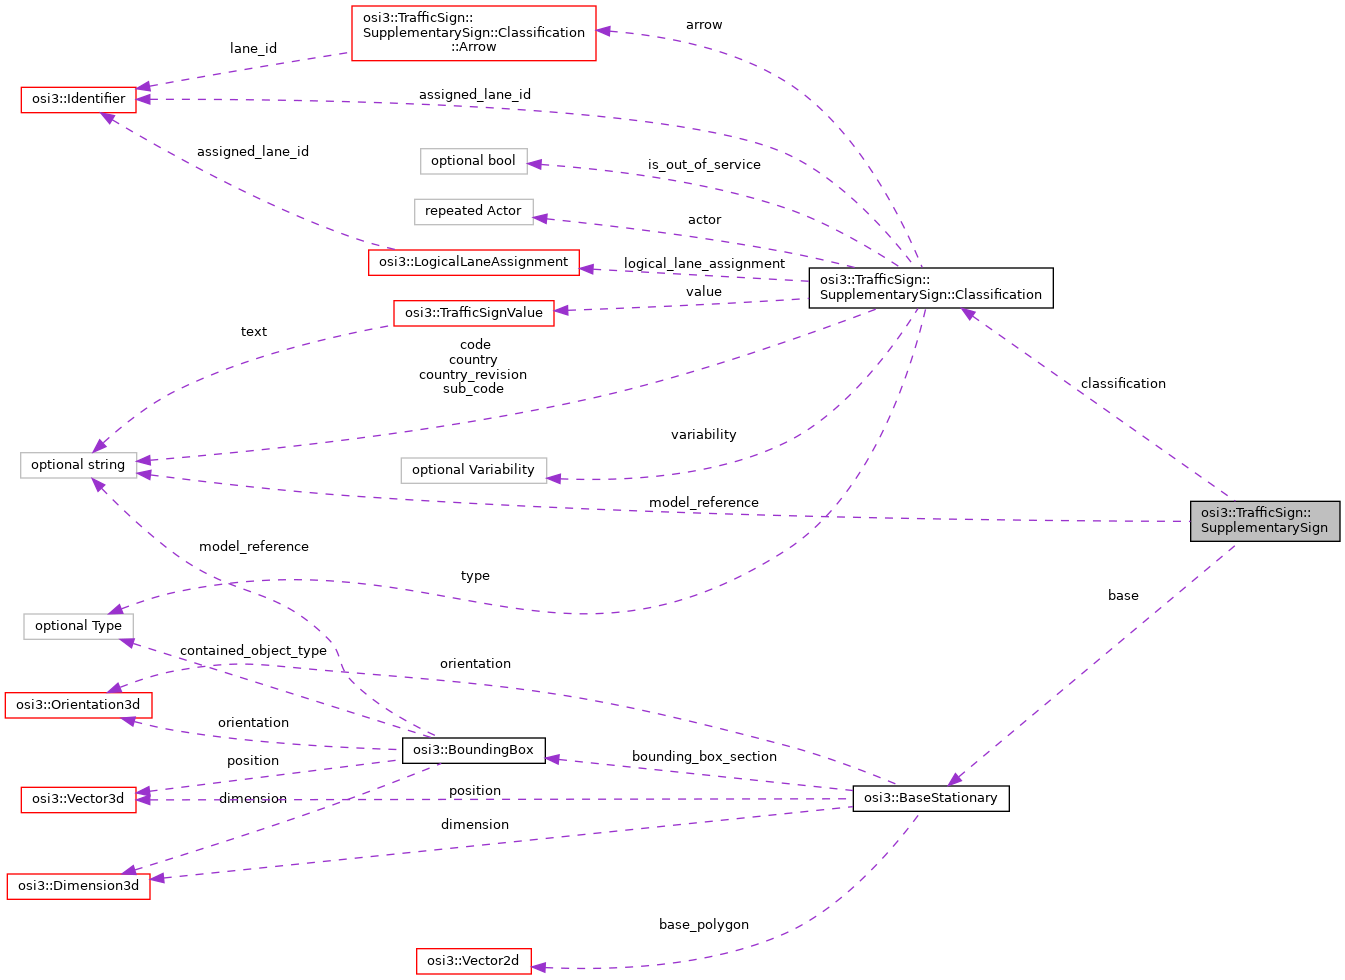 osi3::TrafficSign::
SupplementarySign::Classification
::Arrow
arrow
lane_id
osi3::Identifier
assigned_lane_id
assigned_lane_id
optional bool
is_out_of_service
repeated Actor
actor
osi3::LogicalLaneAssignment
logical_lane_assignment
osi3::TrafficSign::
SupplementarySign::Classification
value
osi3::TrafficSignValue
text
code
country
country_revision
sub_code
classification
variability
optional string
optional Variability
model_reference
osi3::TrafficSign::
SupplementarySign
model_reference
type
base
optional Type
contained_object_type
orientation
osi3::Orientation3d
orientation
osi3::BoundingBox
bounding_box_section
position
osi3::Vector3d
dimension
position
osi3::BaseStationary
dimension
osi3::Dimension3d
base_polygon
osi3::Vector2d